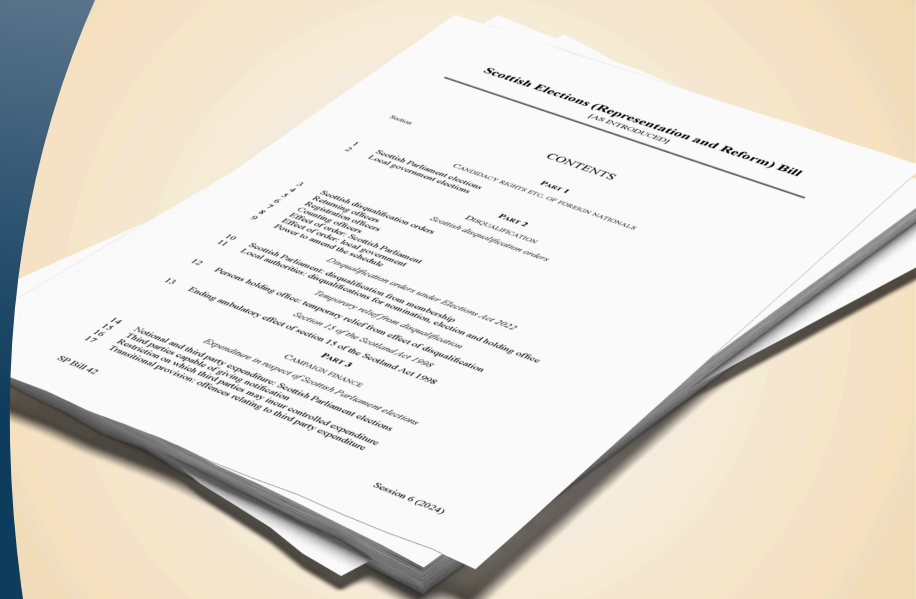 Scottish Elections (Representation and Reform) Bill
[AS INTRODUCED]
CONTENTS
Section
PART 1
CANDIDACY RIGHTS ETC. OF FOREIGN NATIONALS
1 Scottish Parliament elections
2 Local government elections
PART 2
DISQUALIFICATION
Scottish disqualification orders
3 Scottish disqualification orders
4 Returning officers
5 Registration officers
6 Counting officers
7 Effect of order: Scottish Parliament
8 Effect of order: local government
9 Power to amend the schedule
Disqualification orders under Elections Act 2022
10 Scottish Parliament: disqualification from membership
11 Local authorities: disqualifications for nomination, election and holding office
Temporary relief from disqualification
12 Persons holding office: temporary relief from effect of disqualification
Section 15 of the Scotland Act 1998
13 Ending ambulatory effect of section 15 of the Scotland Act 1998
PART 3
CAMPAIGN FINANCE
Expenditure in respect of Scottish Parliament elections
14 Notional and third party expenditure: Scottish Parliament elections
15 Third parties capable of giving notification
16 Restriction on which third parties may incur controlled expenditure
17 Transitional provision: offences relating to third party expenditure
SP Bill 42
Session 6 (2024)